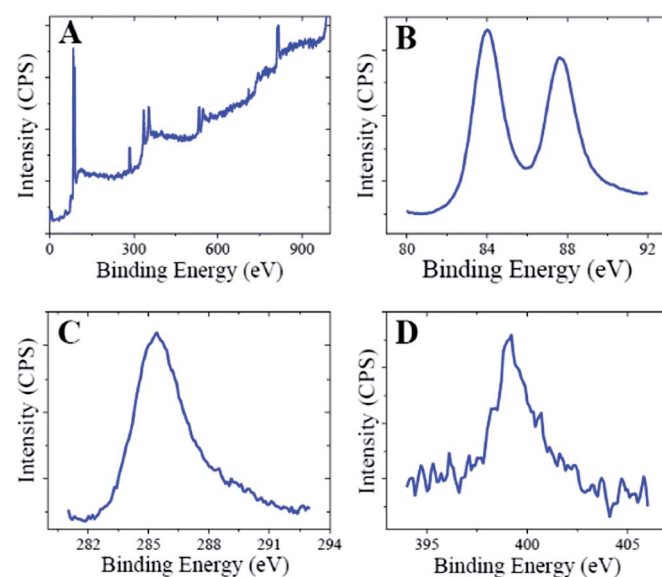 A
Intensity (CPS)
0 300 600 900
Binding Energy (eV)
B
Intensity (CPS)
80 84 88 92
Binding Energy (eV)
C
Intensity (CPS)
282 285 288 291 294
Binding Energy (eV)
D
Intensity (CPS)
395 400 405
Binding Energy (eV)